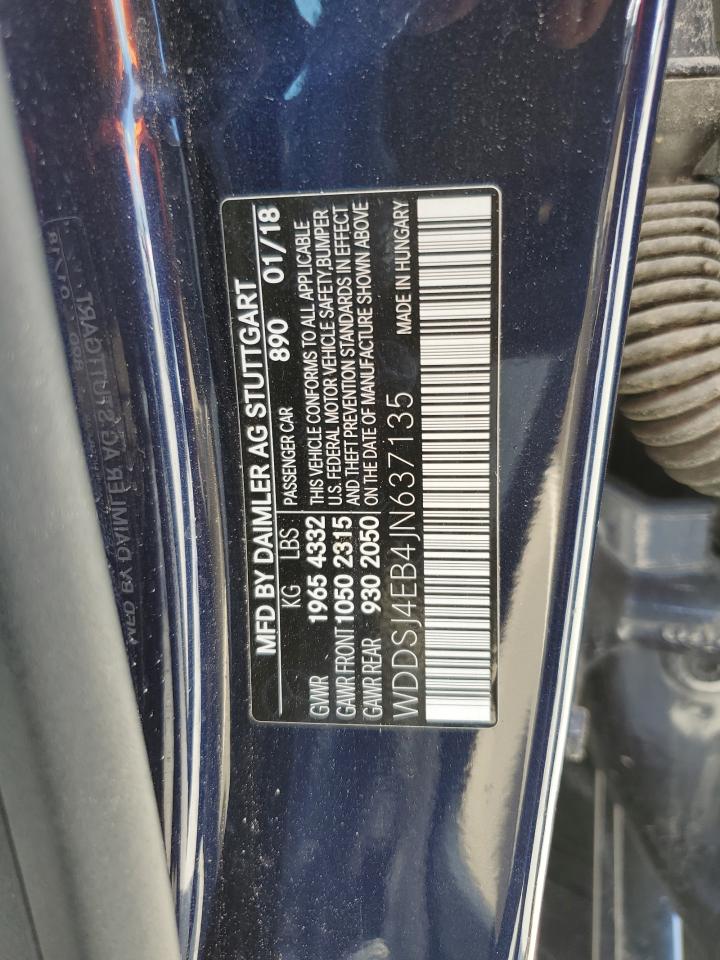 MFD BY DAIMLER AG STUTTGART
890 01/18
KG LBS
PASSENGER CAR
GVWR 1965 4332
GAWR FRONT 1050 2315
GAWR REAR 930 2050
THIS VEHICLE CONFORMS TO ALL APPLICABLE
U.S. FEDERAL MOTOR VEHICLE SAFETY,BUMPER
AND THEFT PREVENTION STANDARDS IN EFFECT
ON THE DATE OF MANUFACTURE SHOWN ABOVE
WDDSJ4EB4JN637135
MADE IN HUNGARY